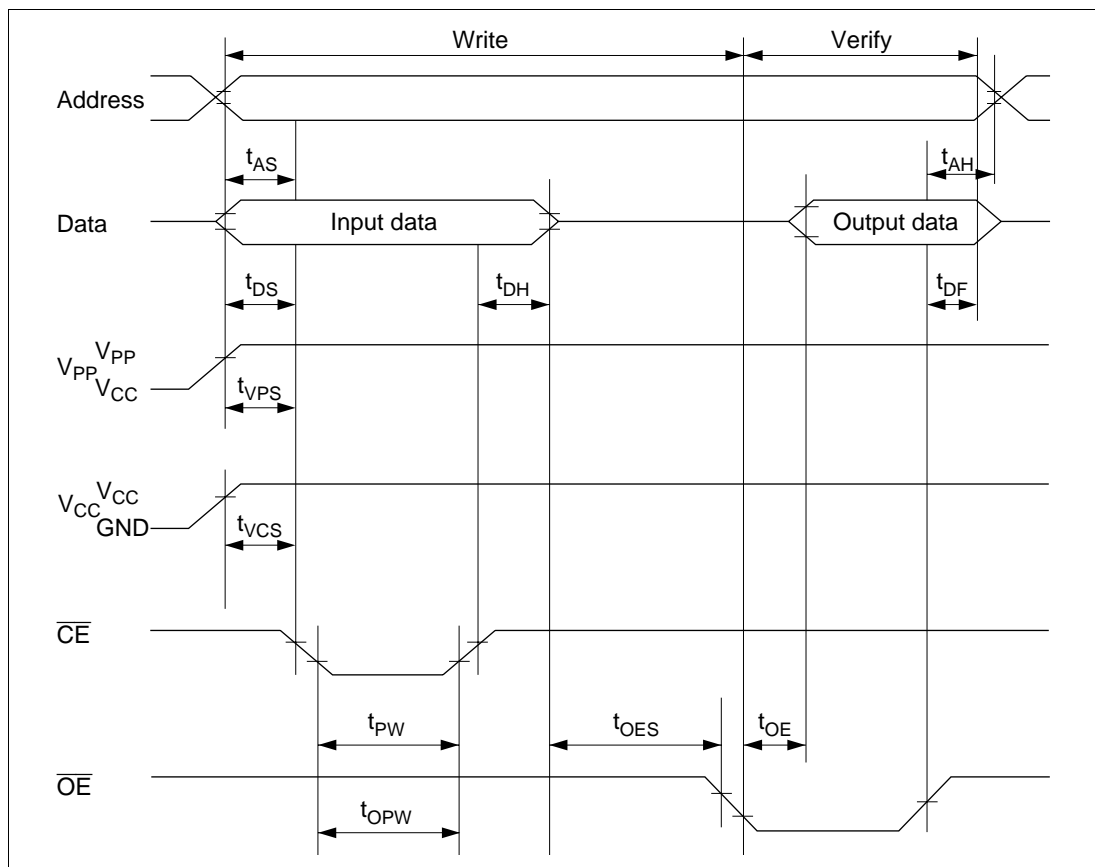 Write Verify
Address
tAS tAH
Data Input data Output data
tDS tDH tDF
VPP VPP
VCC
tVPS
VCC VCC
GND
tVCS
CE
tPW tOES tOE
OE
tOPW